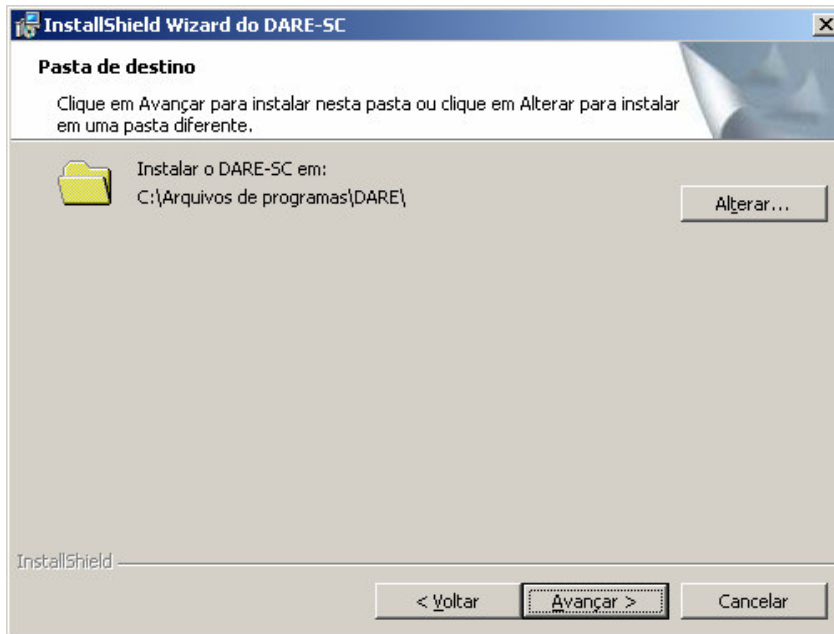 InstallShield Wizard do DARE-SC
Pasta de destino
Clique em Avançar para instalar nesta pasta ou clique em Alterar para instalar
em uma pasta diferente.
Instalar o DARE-SC em:
C:\Arquivos de programas\DARE\
Alterar...
InstallShield
< Voltar
Avançar >
Cancelar